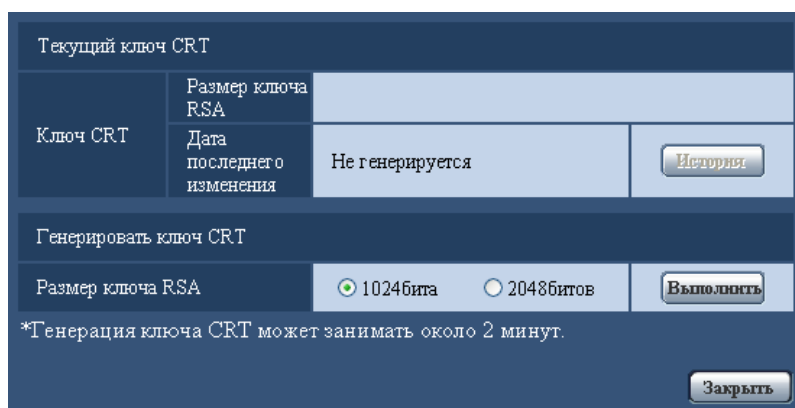 Текущий ключ CRT
Ключ CRT
Размер ключа
RSA
Дата
последнего
изменения
Не генерируется
История
Генерировать ключ CRT
Размер ключа RSA
1024бита
2048битов
Выполнить
*Генерация ключа CRT может занимать около 2 минут.
Закрыть